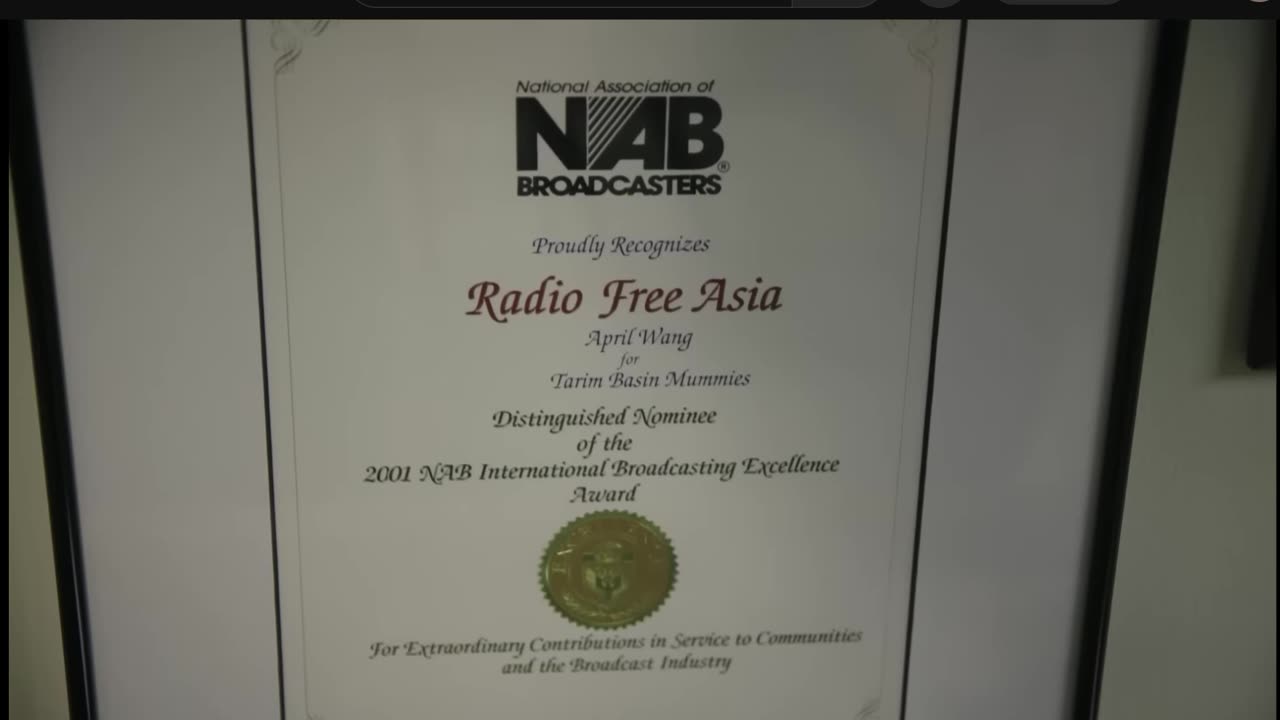 National Association of
NAB®
BROADCASTERS
Proudly Recognizes
Radio Free Asia
April Wang
for
Tarim Basin Mummies
Distinguished Nominee
of the
2001 NAB International Broadcasting Excellence
Award
For Extraordinary Contributions in Service to Communities
and the Broadcast Industry